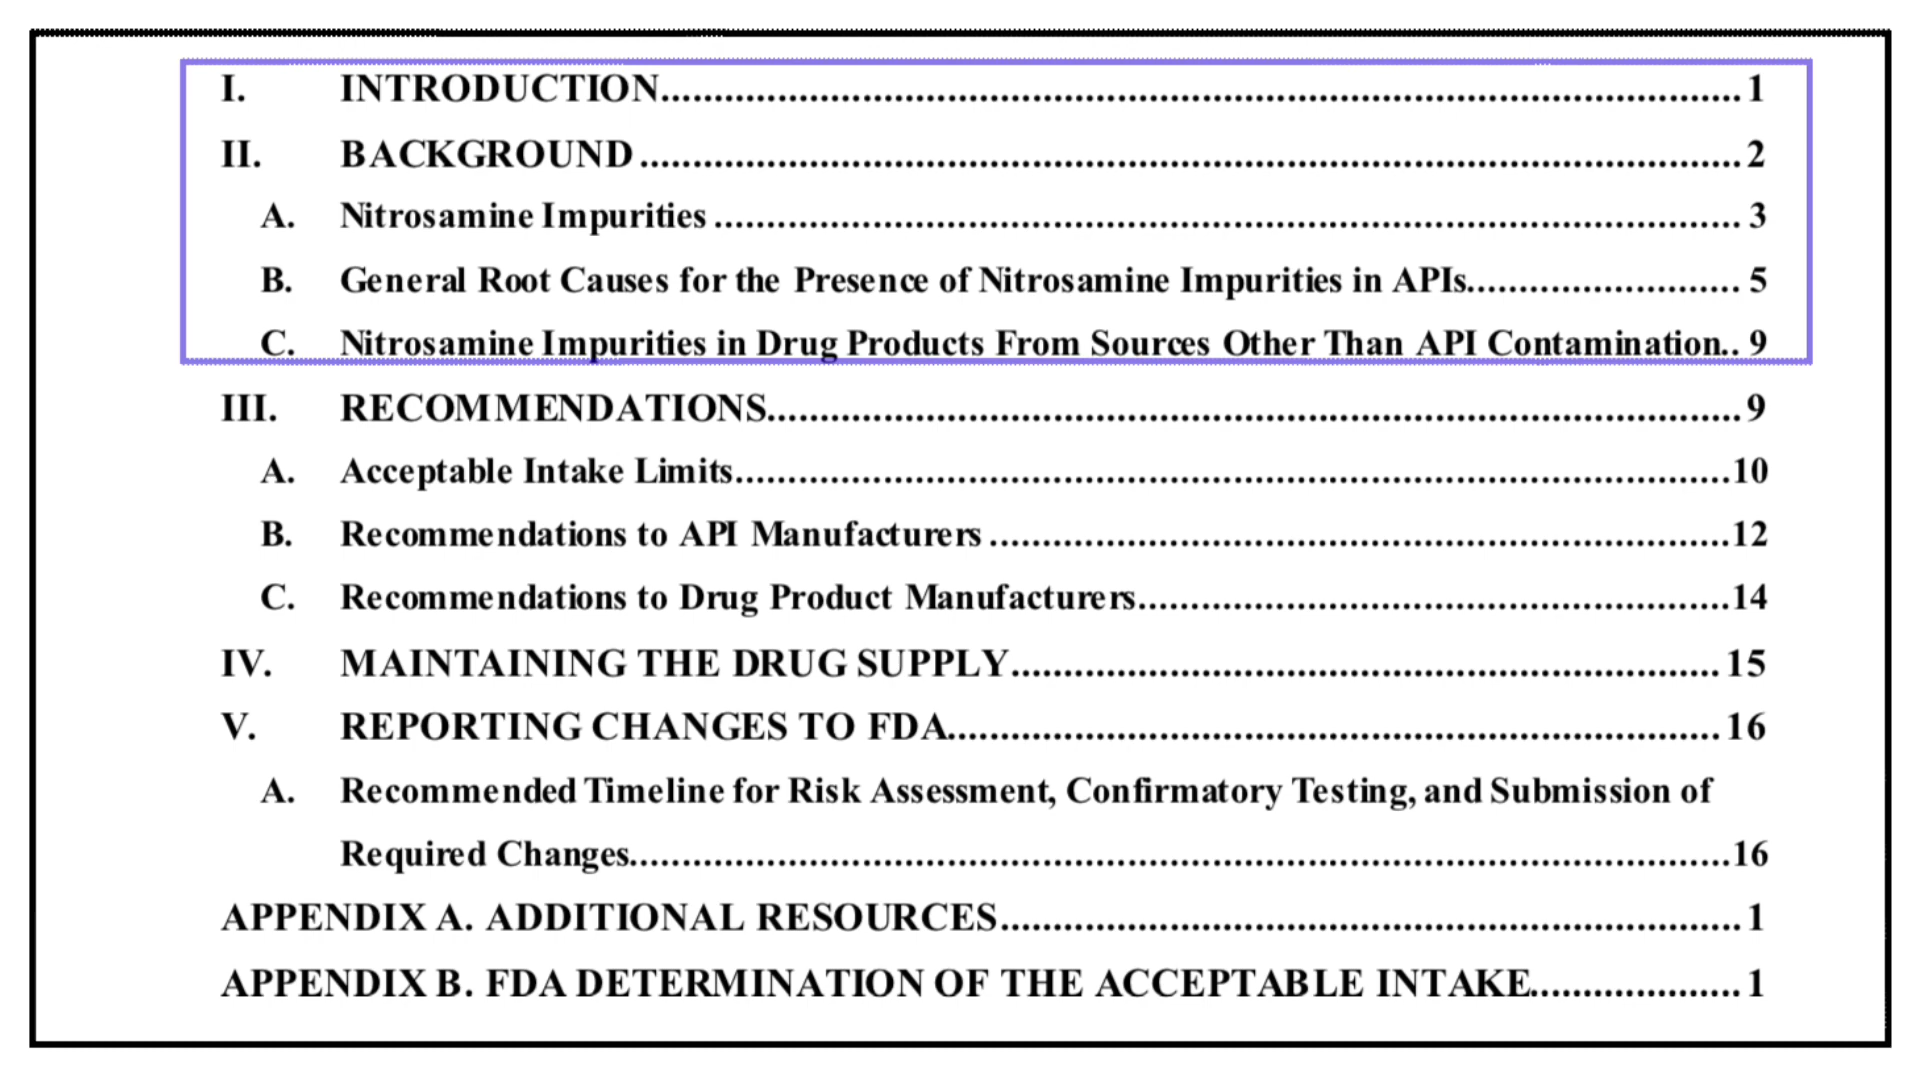 I. INTRODUCTION........................................................................................................ 1
II. BACKGROUND.......................................................................................................... 2
A. Nitrosamine Impurities ................................................................................................... 3
B. General Root Causes for the Presence of Nitrosamine Impurities in APIs.......................... 5
C. Nitrosamine Impurities in Drug Products From Sources Other Than API Contamination.. 9
III. RECOMMENDATIONS............................................................................................. 9
A. Acceptable Intake Limits...............................................................................................10
B. Recommendations to API Manufacturers .......................................................................12
C. Recommendations to Drug Product Manufacturers.........................................................14
IV. MAINTAINING THE DRUG SUPPLY.................................................................... 15
V. REPORTING CHANGES TO FDA.......................................................................... 16
A. Recommended Timeline for Risk Assessment, Confirmatory Testing, and Submission of
Required Changes.........................................................................................................16
APPENDIX A. ADDITIONAL RESOURCES....................................................................... 1
APPENDIX B. FDA DETERMINATION OF THE ACCEPTABLE INTAKE.................... 1